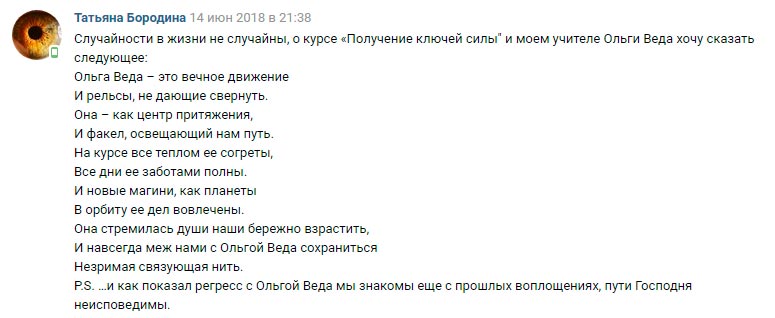 Татьяна Бородина 14 июн 2018 в 21:38
Случайности в жизни не случайны, о курсе «Получение ключей силы" и моем учителе Ольги Веда хочу сказать
следующее:
Ольга Веда – это вечное движение
И рельсы, не дающие свернуть.
Она – как центр притяжения,
И факел, освещающий нам путь.
На курсе все теплом ее согреты,
Все дни ее заботами полны.
И новые магини, как планеты
В орбиту ее дел вовлечены.
Она стремилась души наши бережно взрастить,
И навсегда меж нами с Ольгой Веда сохраниться
Незримая связующая нить.
P.S. …и как показал регресс с Ольгой Веда мы знакомы еще с прошлых воплощениях, пути Господня
неисповедимы.